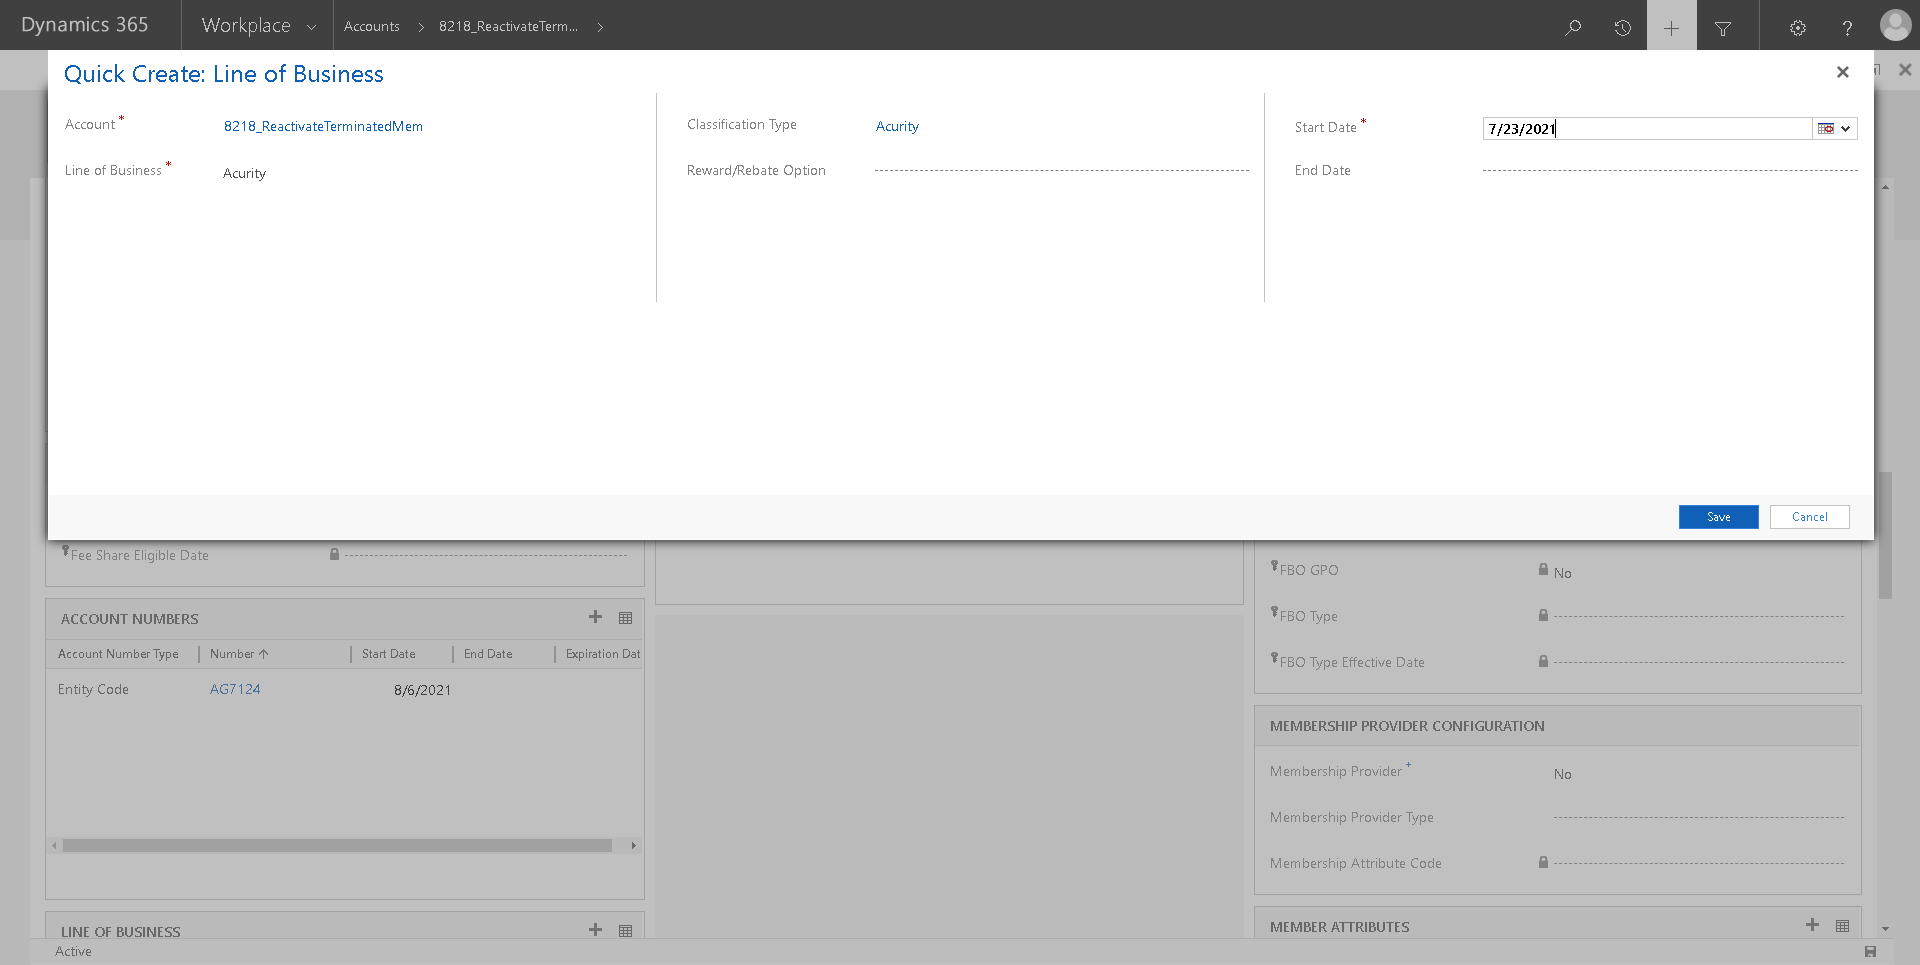 Dynamics 365
Workplace
Accounts
8218_ReactivateTerm...
Quick Create: Line of Business
Account *
8218_ReactivateTerminatedMem
Classification Type
Acurity
Start Date *
7/23/2021
Line of Business *
Acurity
Reward/Rebate Option
End Date
Save
Cancel
Fee Share Eligible Date
ACCOUNT NUMBERS
Account Number Type
Number
Start Date
End Date
Expiration Dat
Entity Code
AG7124
8/6/2021
LINE OF BUSINESS
FBO GPO
No
FBO Type
FBO Type Effective Date
MEMBERSHIP PROVIDER CONFIGURATION
Membership Provider +
No
Membership Provider Type
Membership Attribute Code
MEMBER ATTRIBUTES
Active